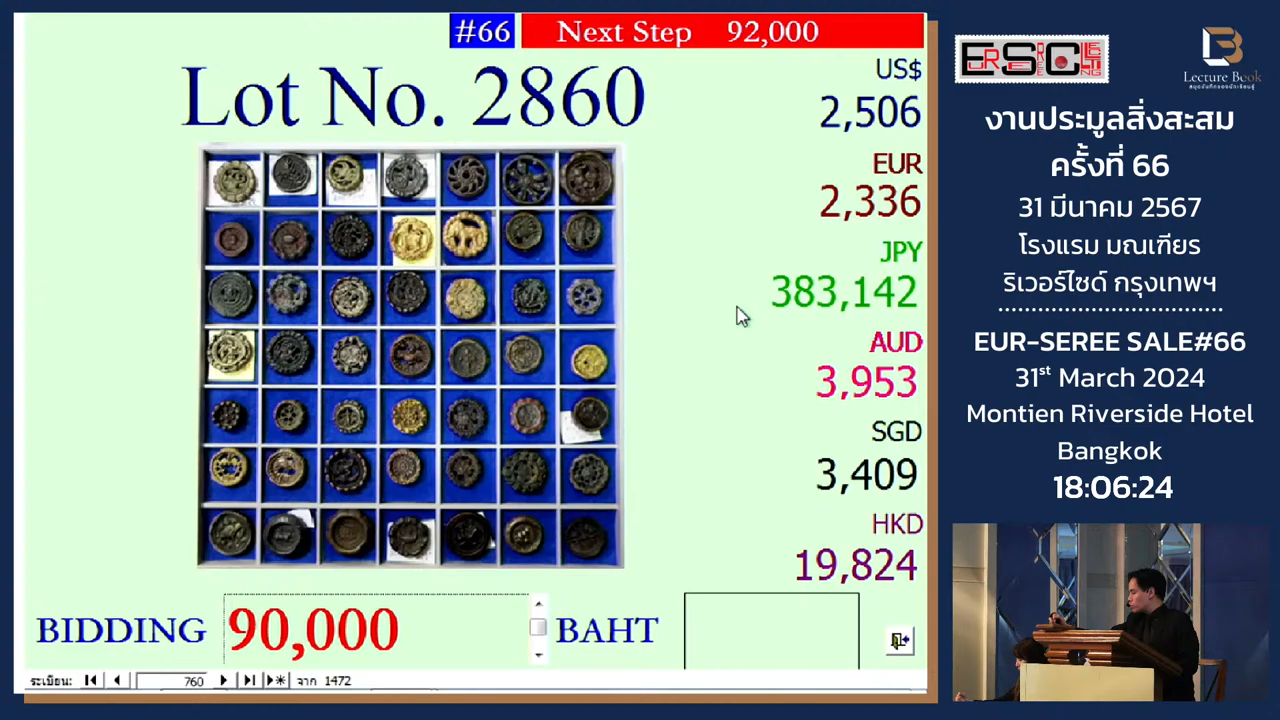 #66 Next Step 92,000
Lot No. 2860
US$
2,506
EUR
2,336
JPY
383,142
AUD
3,953
SGD
3,409
HKD
19,824
BIDDING 90,000 BAHT
ระเบียน: 760 จาก 1472
Lecture Book
งานประมูลสิ่งสะสม
ครั้งที่ 66
31 มีนาคม 2567
โรงแรม มณเฑียร
ริเวอร์ไซด์ กรุงเทพฯ
EUR-SEREE SALE#66
31st March 2024
Montien Riverside Hotel
Bangkok
18:06:24